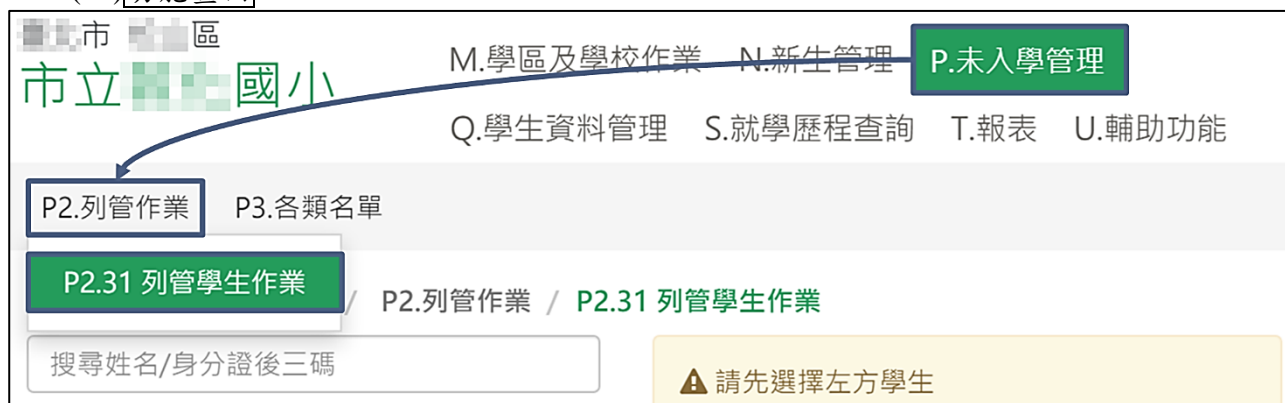 市 區
市立 國小
M.學區及學校作業 N.新生管理 P.未入學管理
Q.學生資料管理 S.就學歷程查詢 T.報表 U.輔助功能
P2.列管作業 P3.各類名單
P2.31 列管學生作業
/ P2.列管作業 / P2.31 列管學生作業
搜尋姓名/身分證後三碼
請先選擇左方學生